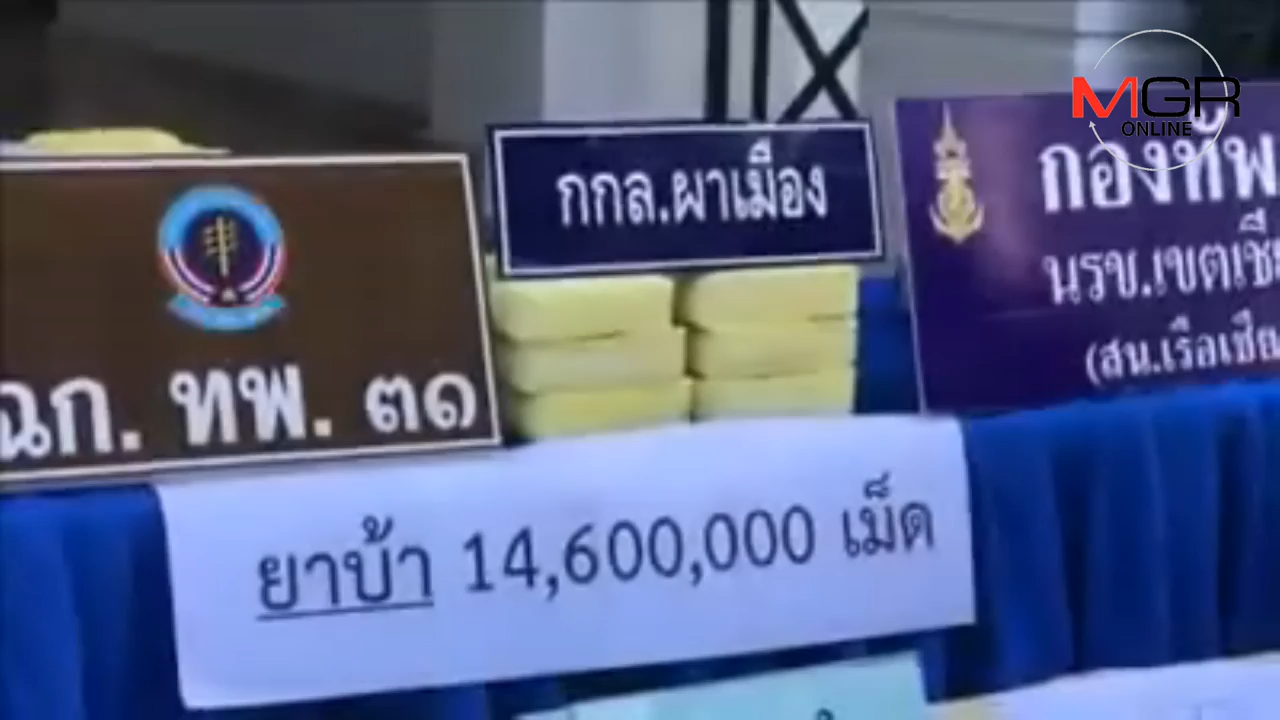 MGR
ONLINE
ฉก. ทพ. ๓๑
กกล.ผาเมือง
กองทัพ
นรข.เขตเชีย
(สน.เรือเชีย
ยาบ้า 14,600,000 เม็ด